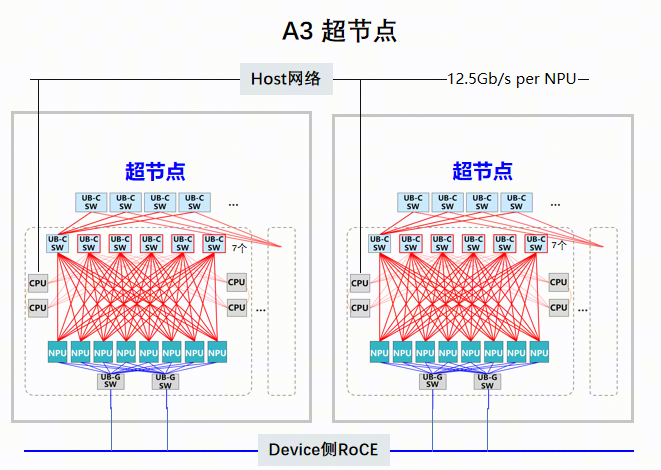 A3 超节点
Host网络
12.5Gb/s per NPU
超节点
UB-C SW UB-C SW UB-C SW UB-C SW ...
UB-C SW UB-C SW UB-C SW UB-C SW UB-C SW UB-C SW 7个
CPU CPU
CPU CPU ...
NPU NPU NPU NPU NPU NPU NPU NPU
UB-G SW UB-G SW
超节点
UB-C SW UB-C SW UB-C SW UB-C SW ...
UB-C SW UB-C SW UB-C SW UB-C SW UB-C SW UB-C SW 7个
CPU CPU
CPU CPU ...
NPU NPU NPU NPU NPU NPU NPU NPU
UB-G SW UB-G SW
Device侧RoCE